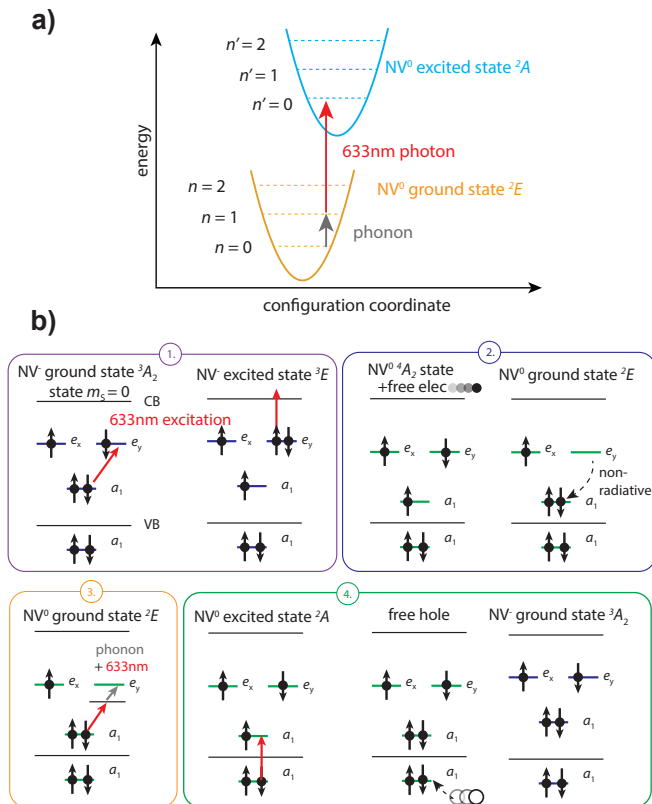 a)
energy
n' = 2
n' = 1
n' = 0
NV⁰ excited state ²A
633nm photon
n = 2
n = 1
n = 0
NV⁰ ground state ²E
phonon
configuration coordinate
b)
1.
NV⁻ ground state ³A₂
state mₛ = 0
CB
633nm excitation
eₓ
e_y
a₁
VB
a₁
NV⁻ excited state ³E
eₓ
e_y
a₁
a₁
2.
NV⁰ ⁴A₂ state
+free elec
eₓ
e_y
a₁
a₁
NV⁰ ground state ²E
eₓ
e_y
non-
radiative
a₁
a₁
3.
NV⁰ ground state ²E
phonon
+ 633nm
eₓ
e_y
a₁
a₁
4.
NV⁰ excited state ²A
eₓ
e_y
a₁
a₁
free hole
eₓ
e_y
a₁
a₁
NV⁻ ground state ³A₂
eₓ
e_y
a₁
a₁